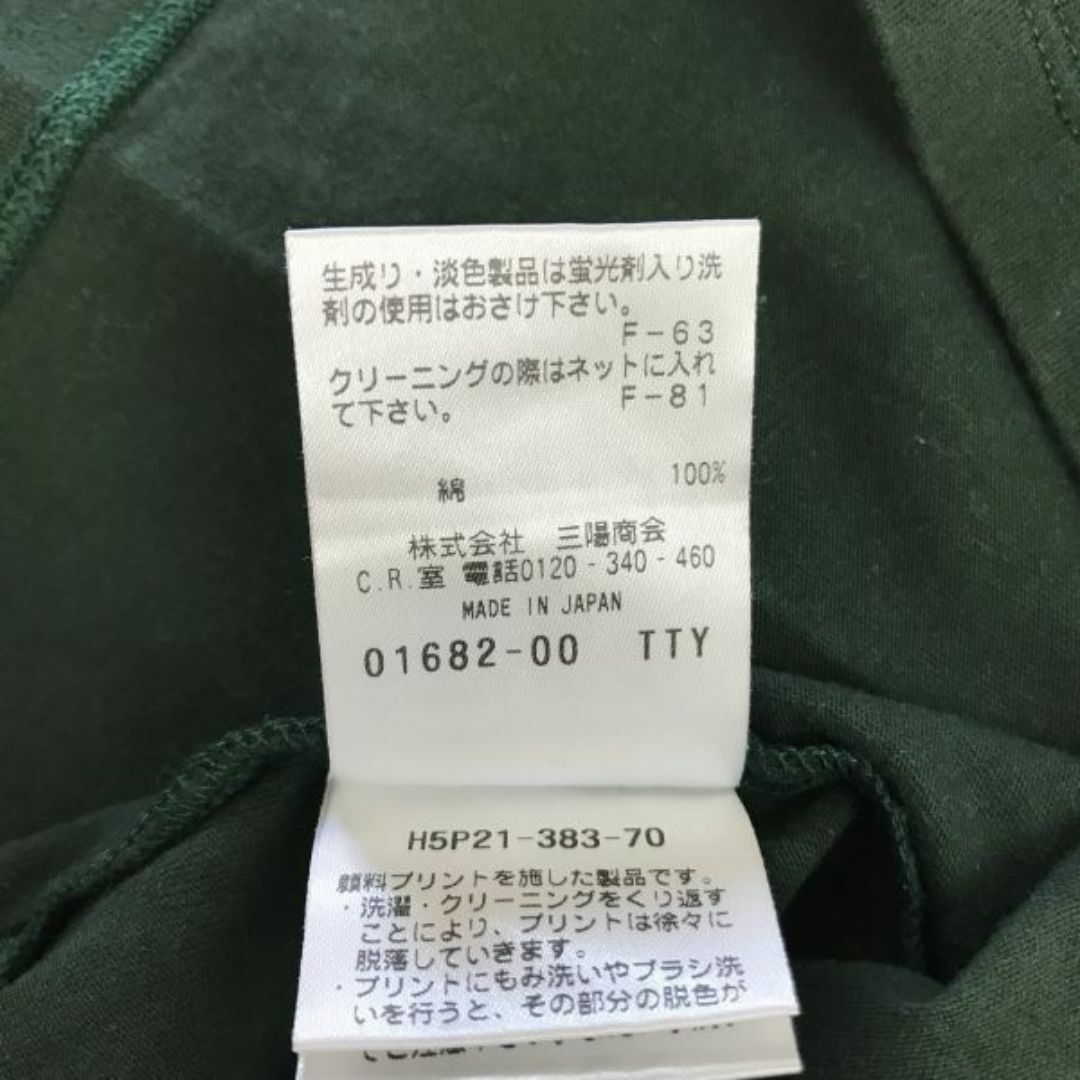 生成り・淡色製品は蛍光剤入り洗
剤の使用はおさけ下さい。
F-63
クリーニングの際はネットに入れ
て下さい。 F-81
綿 100%
株式会社 三陽商会
C.R.室 電話0120-340-460
MADE IN JAPAN
01682-00 TTY
H5P21-383-70
顔料プリントを施した製品です。
・洗濯・クリーニングをくり返す
ことにより、プリントは徐々に
脱落していきます。
・プリントにもみ洗いやブラシ洗
いを行うと、その部分の脱色が